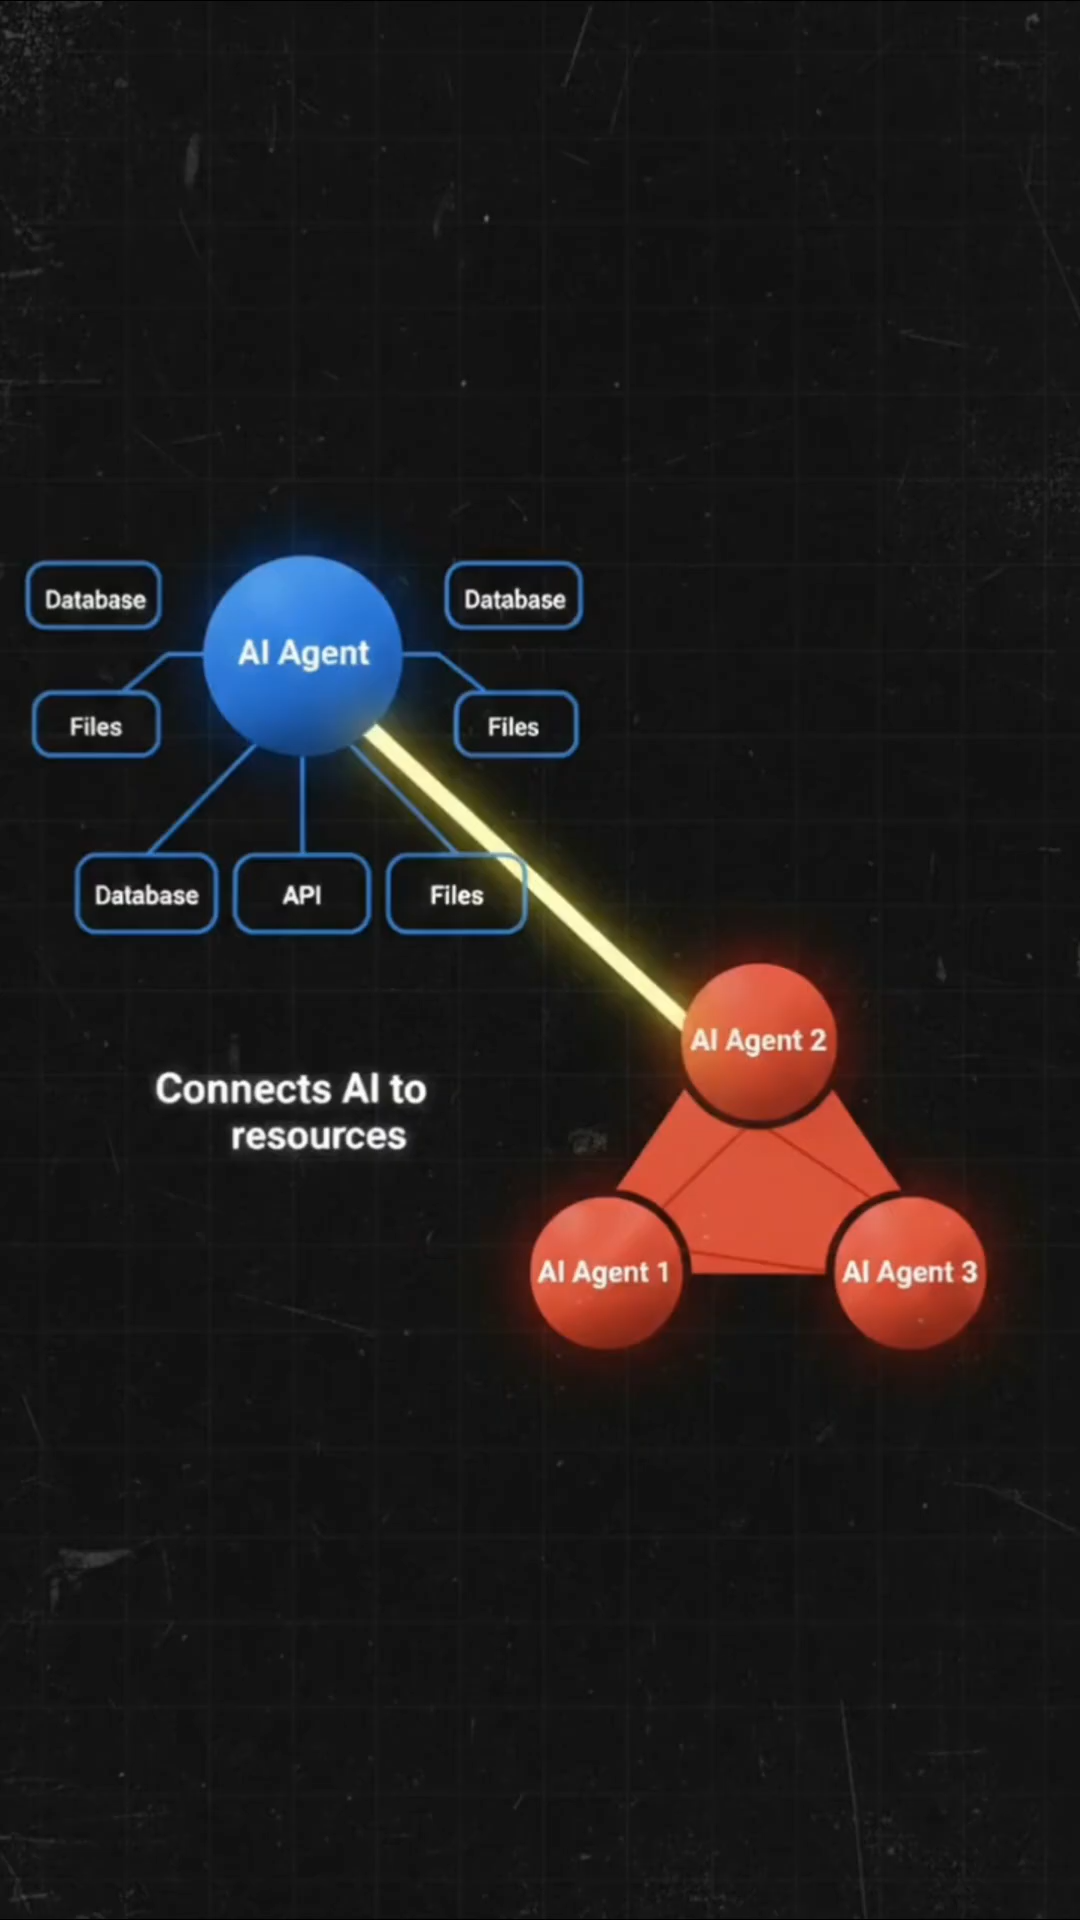 Database
AI Agent
Database
Files
Files
Database
API
Files
AI Agent 2
Connects AI to
resources
AI Agent 1
AI Agent 3